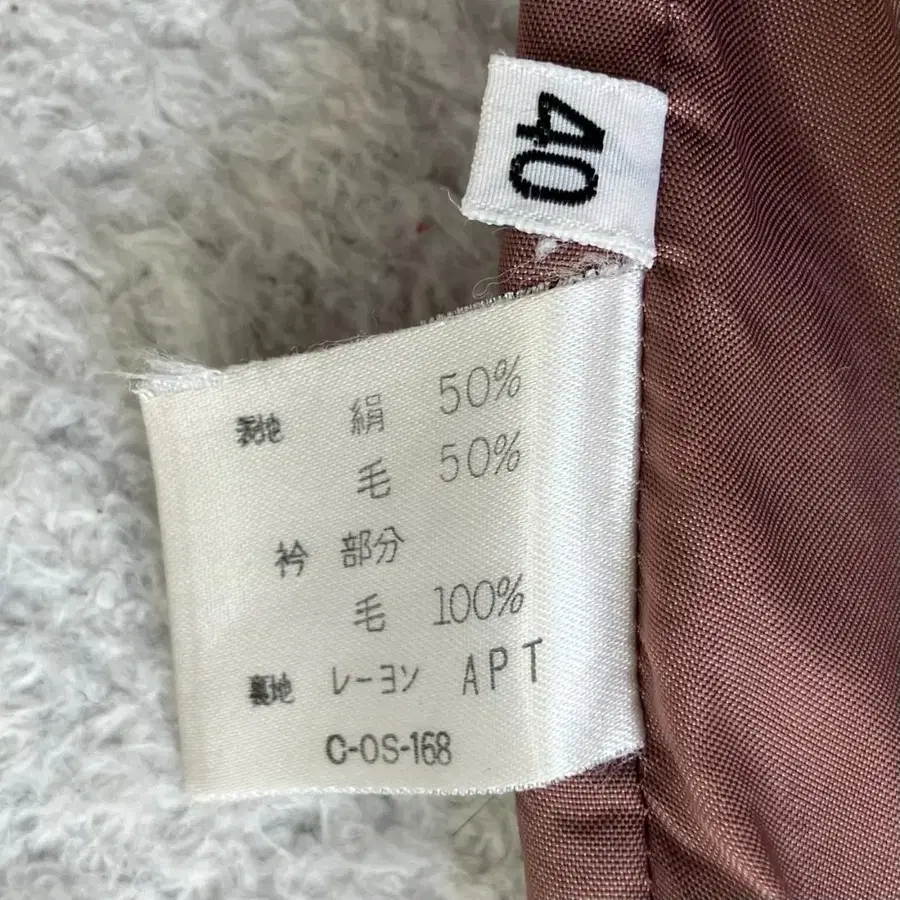 40
表地 絹 50%
毛 50%
衿 部分
毛 100%
裏地 レーヨン APT
C-OS-168